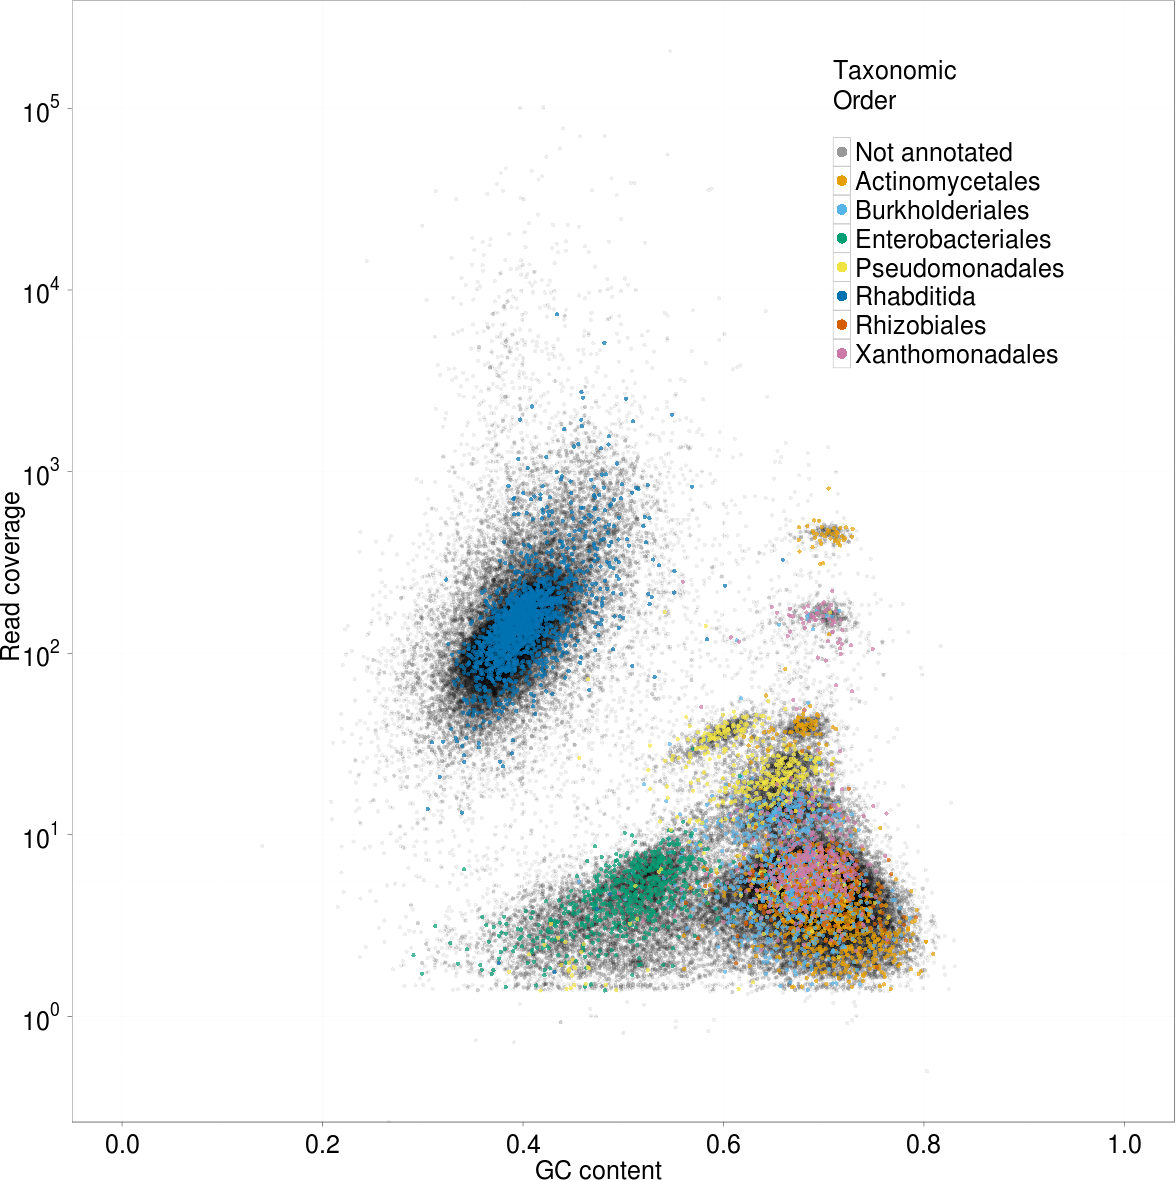 Taxonomic
Order
Not annotated
Actinomycetales
Burkholderiales
Enterobacteriales
Pseudomonadales
Rhabditida
Rhizobiales
Xanthomonadales
Read coverage
10^5
10^4
10^3
10^2
10^1
10^0
0.0 0.2 0.4 0.6 0.8 1.0
GC content